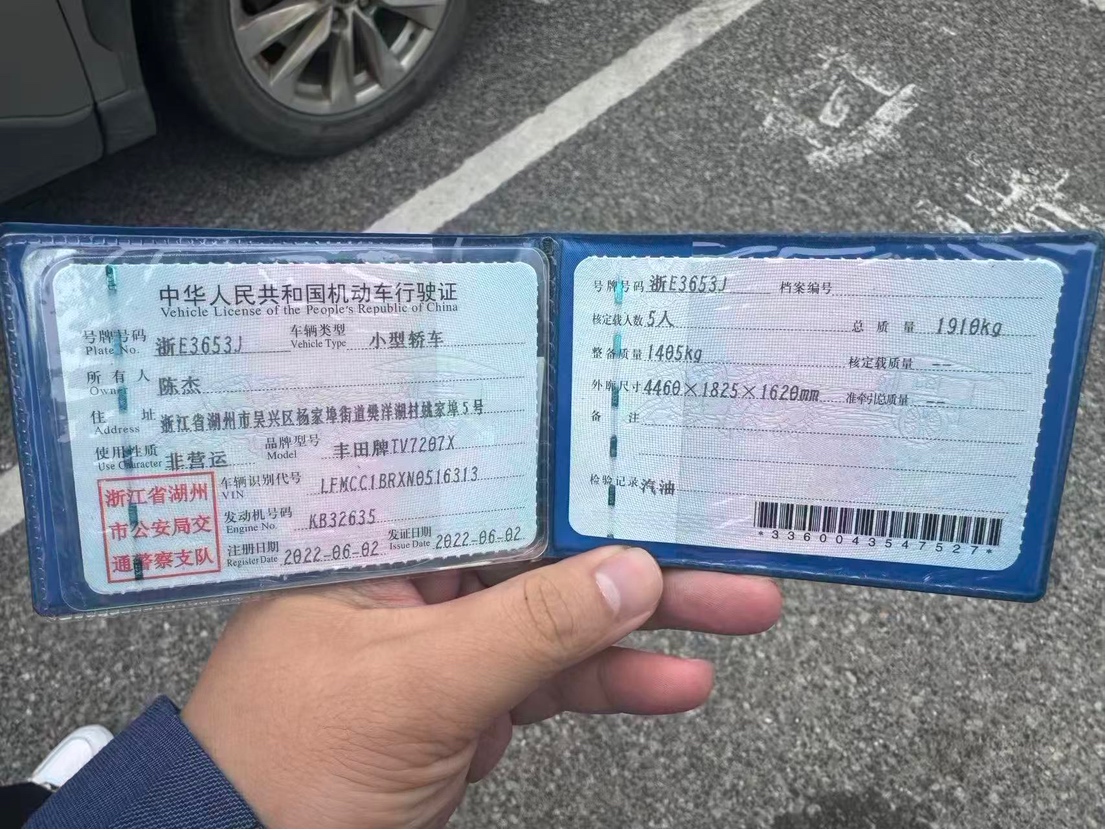 中华人民共和国机动车行驶证
Vehicle License of the People's Republic of China
号牌号码 浙E3653J 车辆类型 小型轿车
Plate No. Vehicle Type
所有人 陈杰
Owner
住址 浙江省湖州市吴兴区杨家埠街道樊洋湖村姚家埠5号
Address
使用性质 非营运 品牌型号 丰田牌TV7207X
Use Character Model
浙江省湖州
市公安局交
通警察支队
车辆识别代号 LFMCC1BRXN0516313
VIN
发动机号码 KB32635
Engine No.
注册日期 2022-06-02 发证日期 2022-06-02
Register Date Issue Date
号牌号码 浙E3653J 档案编号
核定载人数 5人 总质量 1910kg
整备质量 1405kg 核定载质量 --
外廓尺寸 4460×1825×1620mm 准牵引总质量 --
备注
检验记录 汽油
*3360043547527*